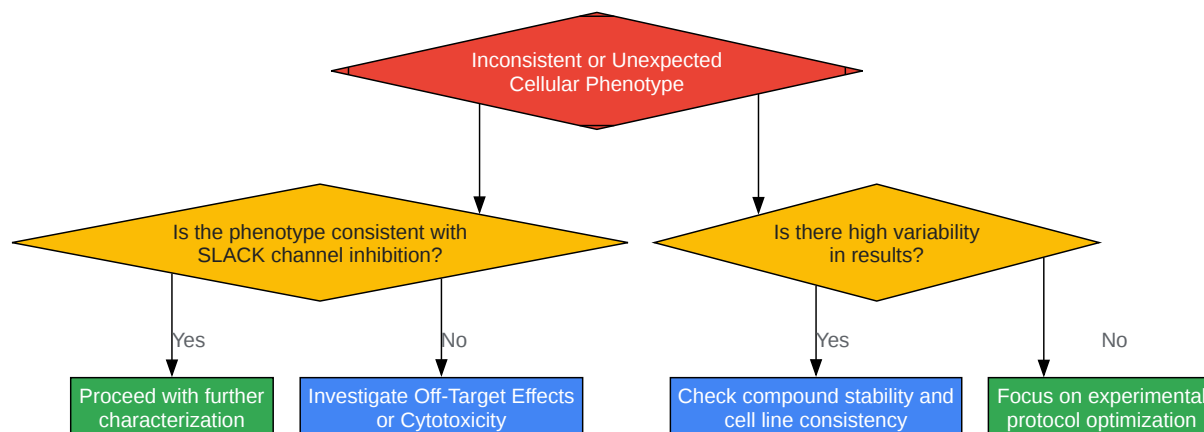 Inconsistent or Unexpected
Cellular Phenotype
Is the phenotype consistent with
SLACK channel inhibition?
Is there high variability
in results?
Yes
No
Yes
No
Proceed with further
characterization
Investigate Off-Target Effects
or Cytotoxicity
Check compound stability and
cell line consistency
Focus on experimental
protocol optimization